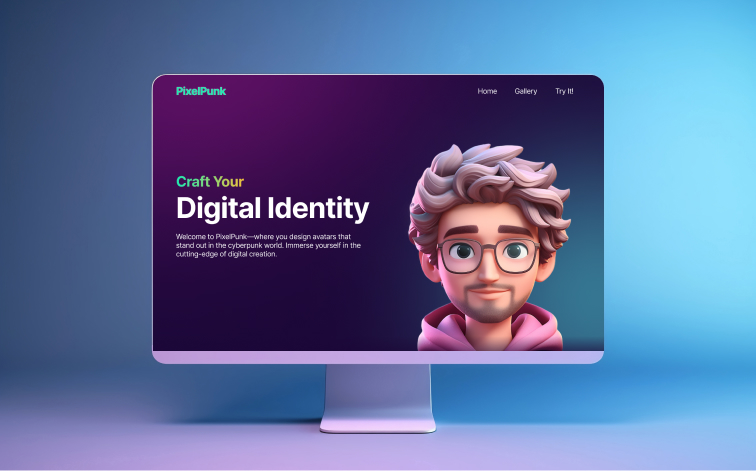 PixelPunk
Home Gallery Try It!
Craft Your
Digital Identity
Welcome to PixelPunk—where you design avatars that
stand out in the cyberpunk world. Immerse yourself in the
cutting-edge of digital creation.